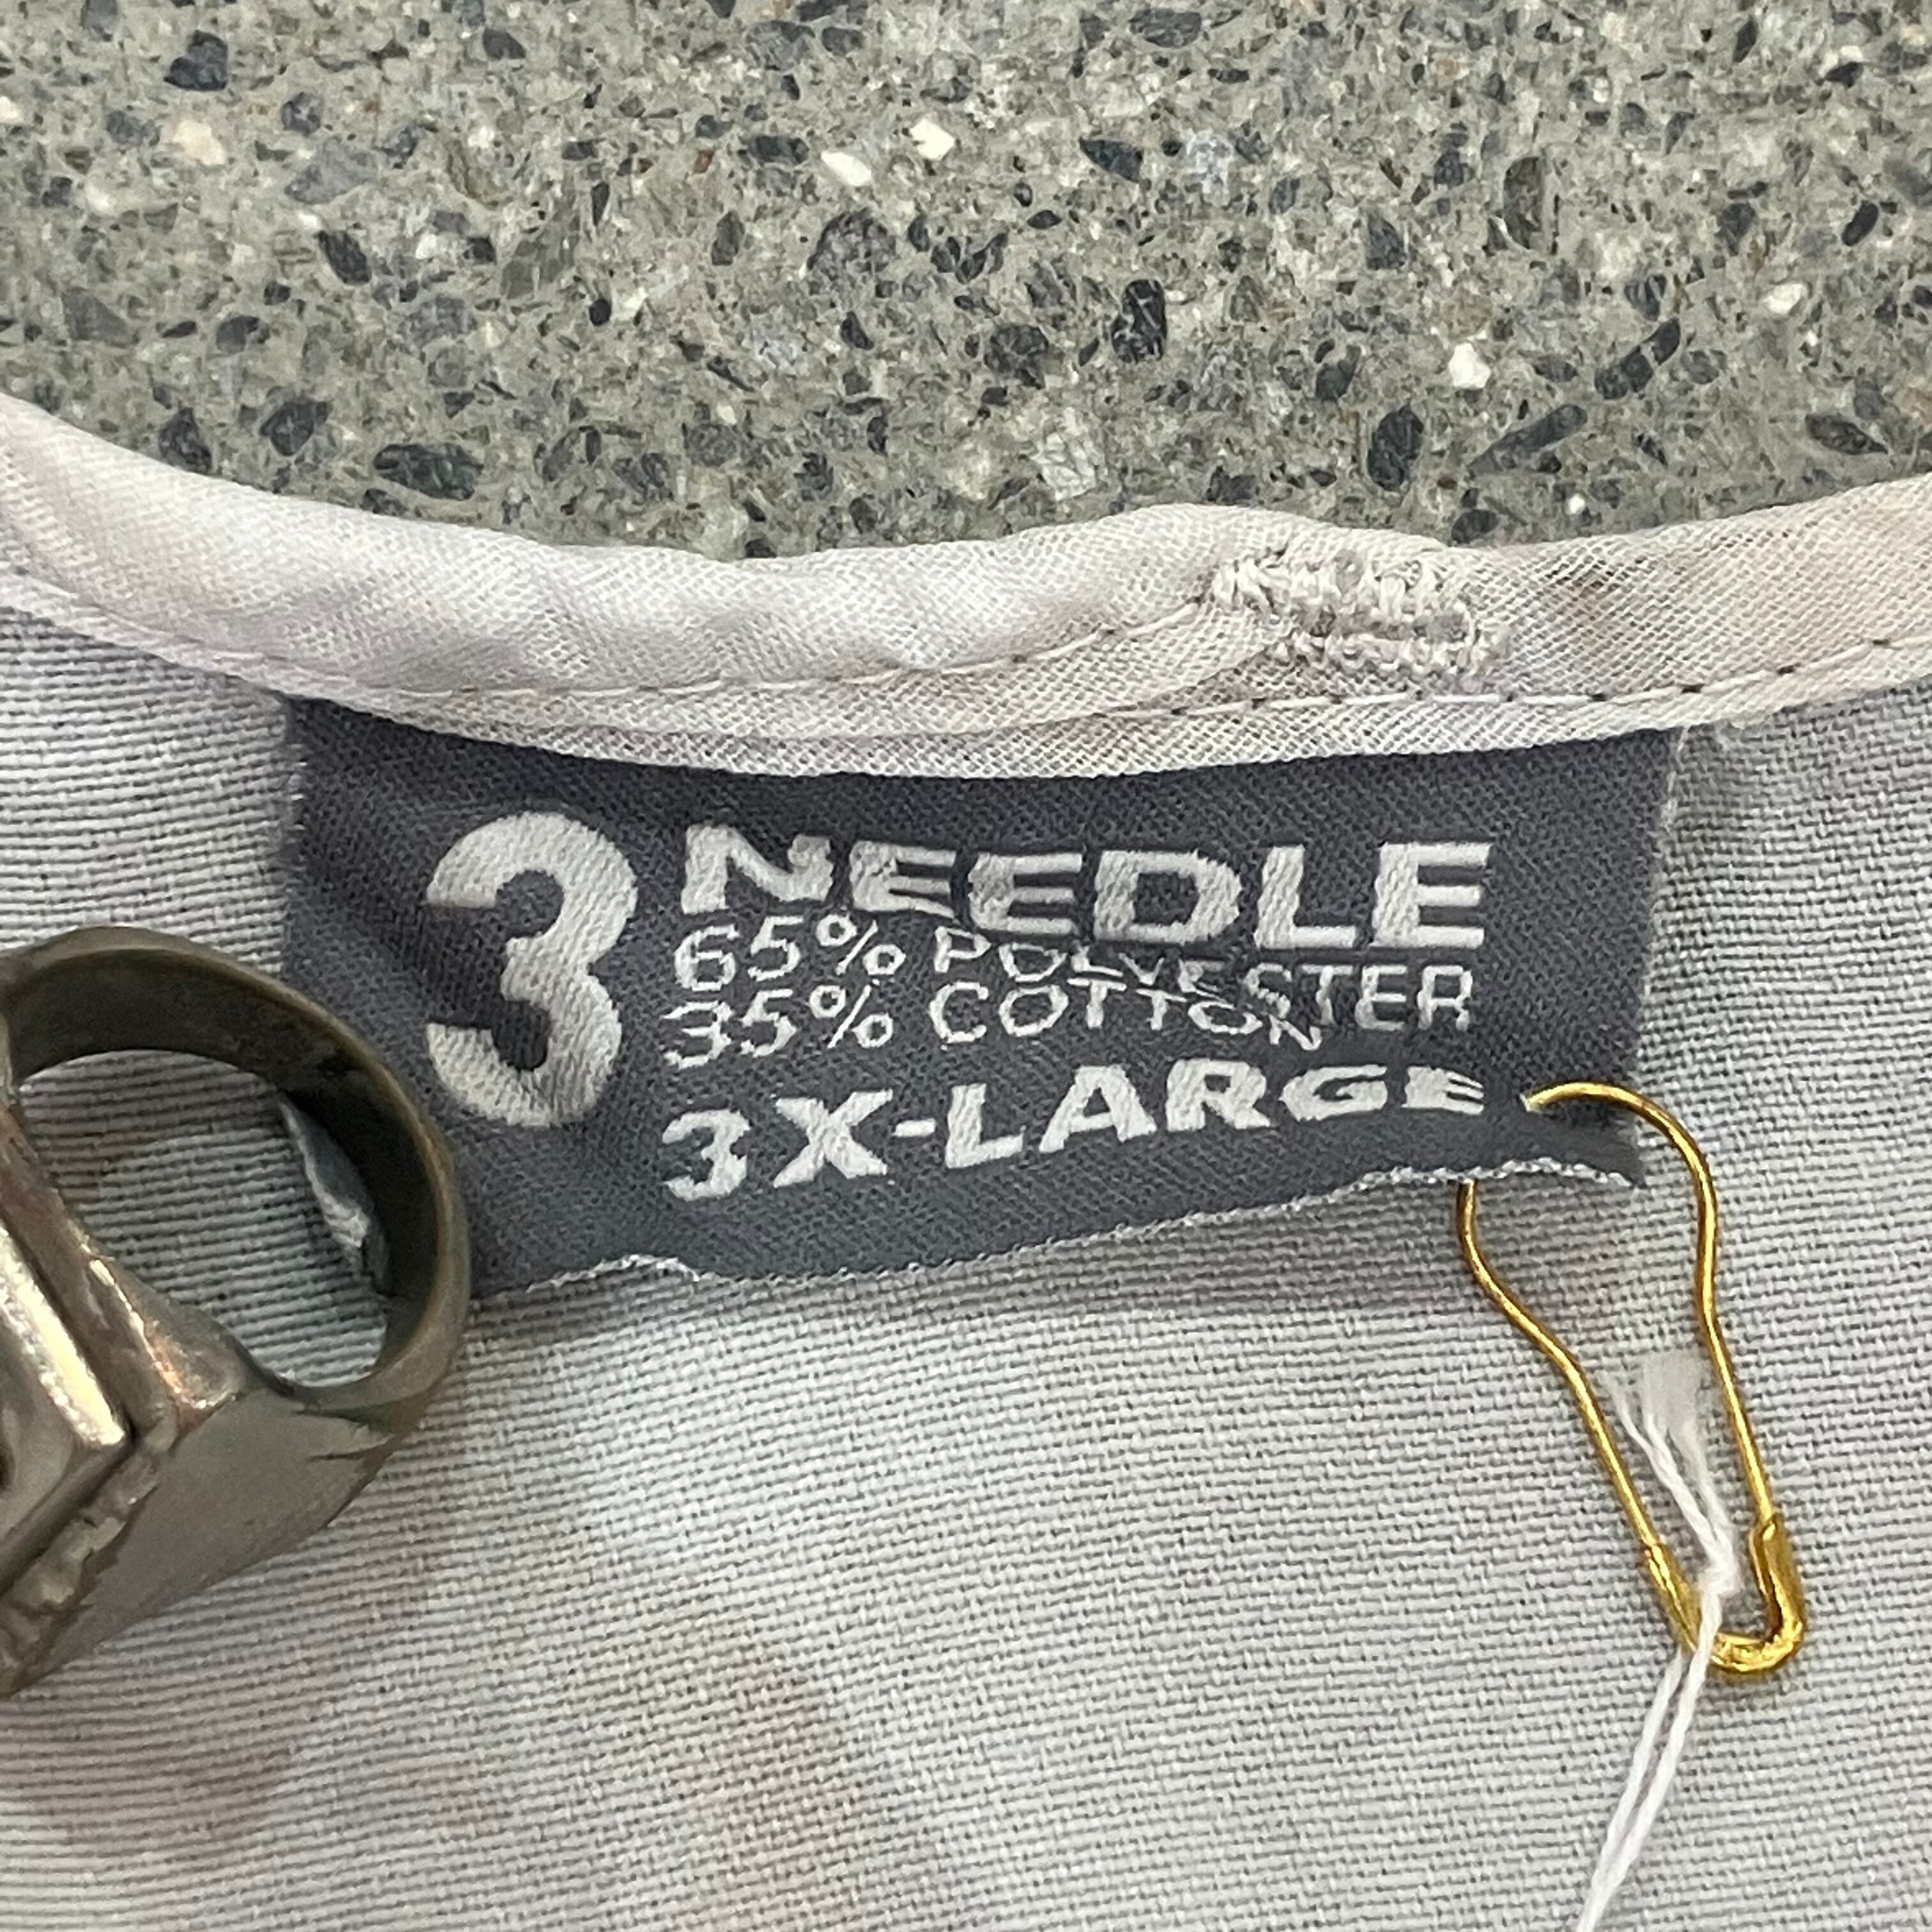 3 NEEDLE
65% POLYESTER
35% COTTON
3X-LARGE